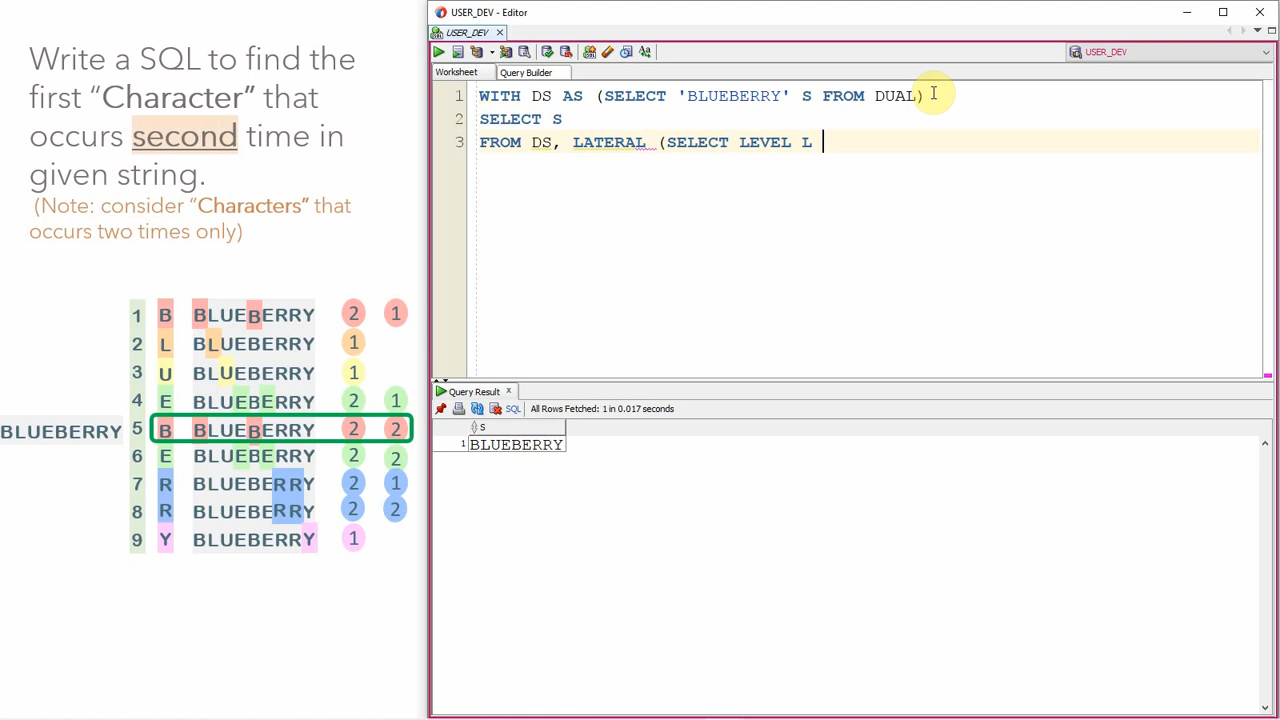 Write a SQL to find the
first “Character” that
occurs second time in
given string.
(Note: consider “Characters” that
occurs two times only)
BLUEBERRY
1 B BLUEBERRY 2 1
2 L BLUEBERRY 1
3 U BLUEBERRY 1
4 E BLUEBERRY 2 1
5 B BLUEBERRY 2 2
6 E BLUEBERRY 2 2
7 R BLUEBERRY 2 1
8 R BLUEBERRY 2 2
9 Y BLUEBERRY 1
USER_DEV - Editor
USER_DEV
USER_DEV
Worksheet Query Builder
1 WITH DS AS (SELECT 'BLUEBERRY' S FROM DUAL)
2 SELECT S
3 FROM DS, LATERAL (SELECT LEVEL L
Query Result
SQL All Rows Fetched: 1 in 0.017 seconds
S
1 BLUEBERRY